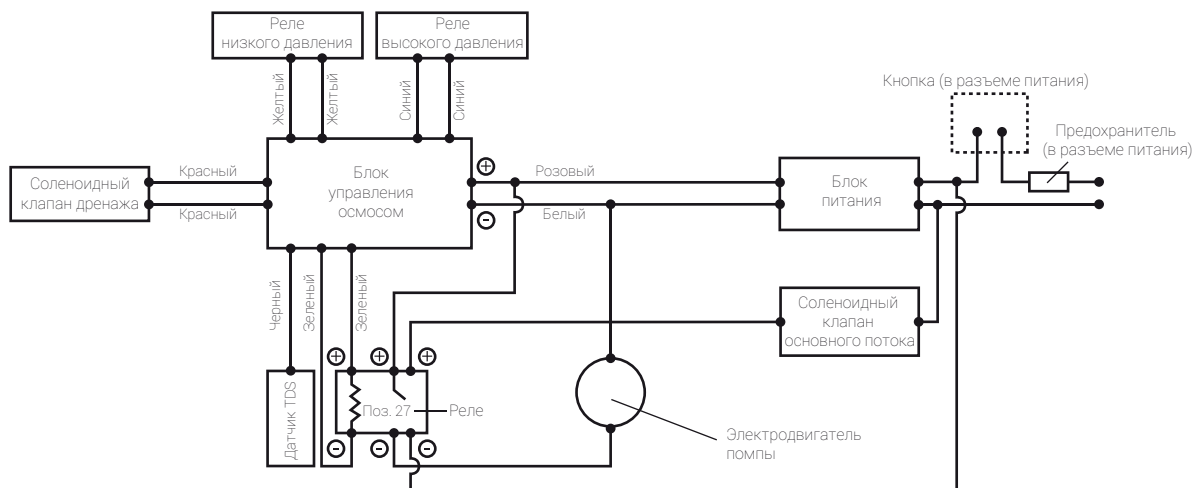 Реле
низкого давления
Реле
высокого давления
Кнопка (в разъеме питания)
Предохранитель
(в разъеме питания)
Желтый
Желтый
Синий
Синий
Соленоидный
клапан дренажа
Красный
Красный
Блок
управления
осмосом
+
-
Розовый
Белый
Блок
питания
Черный
Зеленый
Зеленый
Соленоидный
клапан
основного потока
+
+
+
Датчик TDS
Поз. 27
Реле
-
-
-
Электродвигатель
помпы